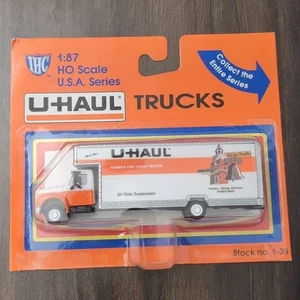 IHC
1:87
HO Scale
U.S.A. Series
Collect the
Entire Series
U-HAUL TRUCKS
U-HAUL
Air-Ride Suspension
Stock no. 1-39